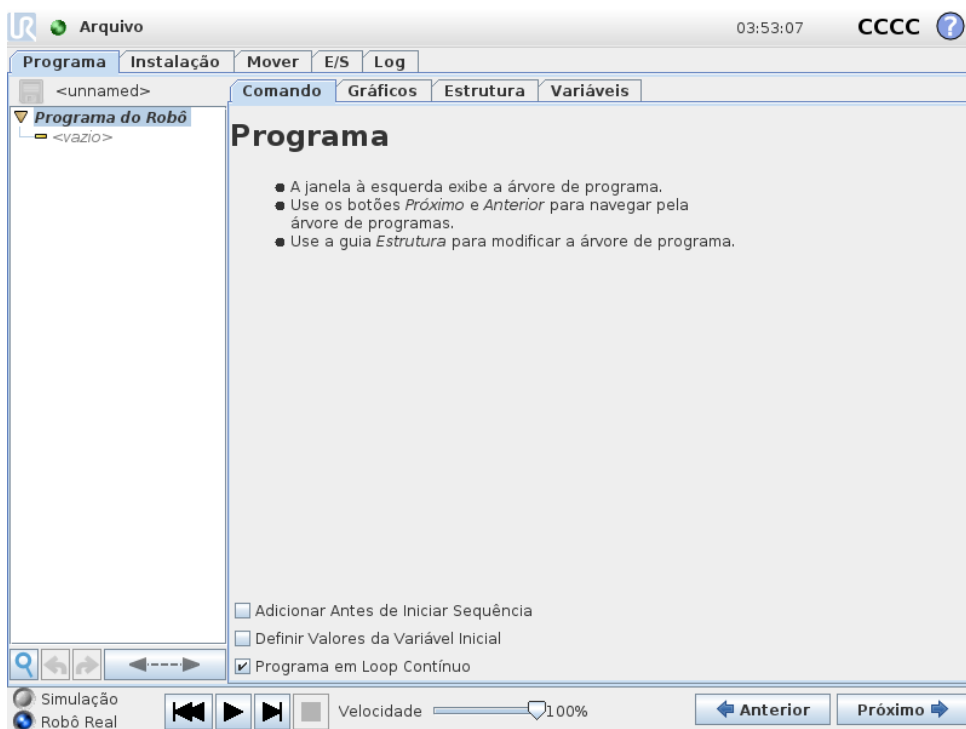 UR Arquivo 03:53:07 CCCC ?
Programa Instalação Mover E/S Log
<unnamed> Comando Gráficos Estrutura Variáveis
Programa do Robô
<vazio>
Programa
A janela à esquerda exibe a árvore de programa.
Use os botões Próximo e Anterior para navegar pela
árvore de programas.
Use a guia Estrutura para modificar a árvore de programa.
Adicionar Antes de Iniciar Sequência
Definir Valores da Variável Inicial
Programa em Loop Contínuo
Simulação
Robô Real
Velocidade 100% Anterior Próximo